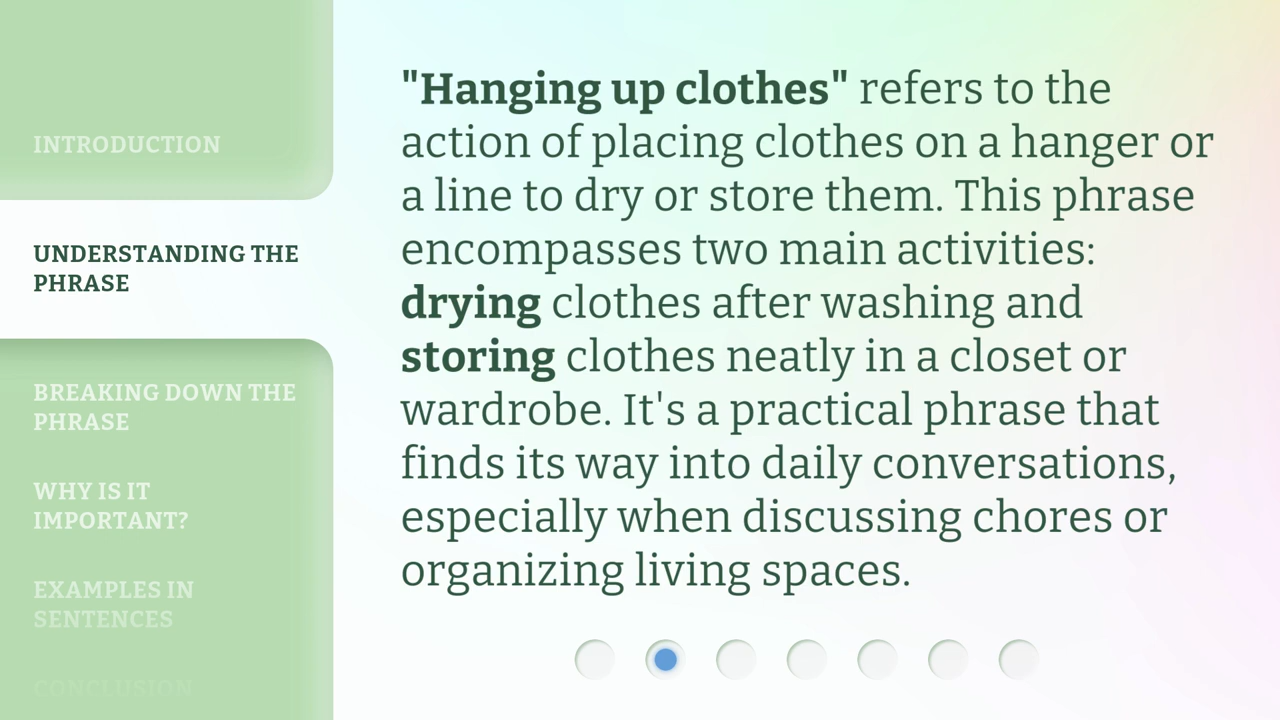 INTRODUCTION
UNDERSTANDING THE
PHRASE
BREAKING DOWN THE
PHRASE
WHY IS IT
IMPORTANT?
EXAMPLES IN
SENTENCES
CONCLUSION
"Hanging up clothes" refers to the
action of placing clothes on a hanger or
a line to dry or store them. This phrase
encompasses two main activities:
drying clothes after washing and
storing clothes neatly in a closet or
wardrobe. It's a practical phrase that
finds its way into daily conversations,
especially when discussing chores or
organizing living spaces.